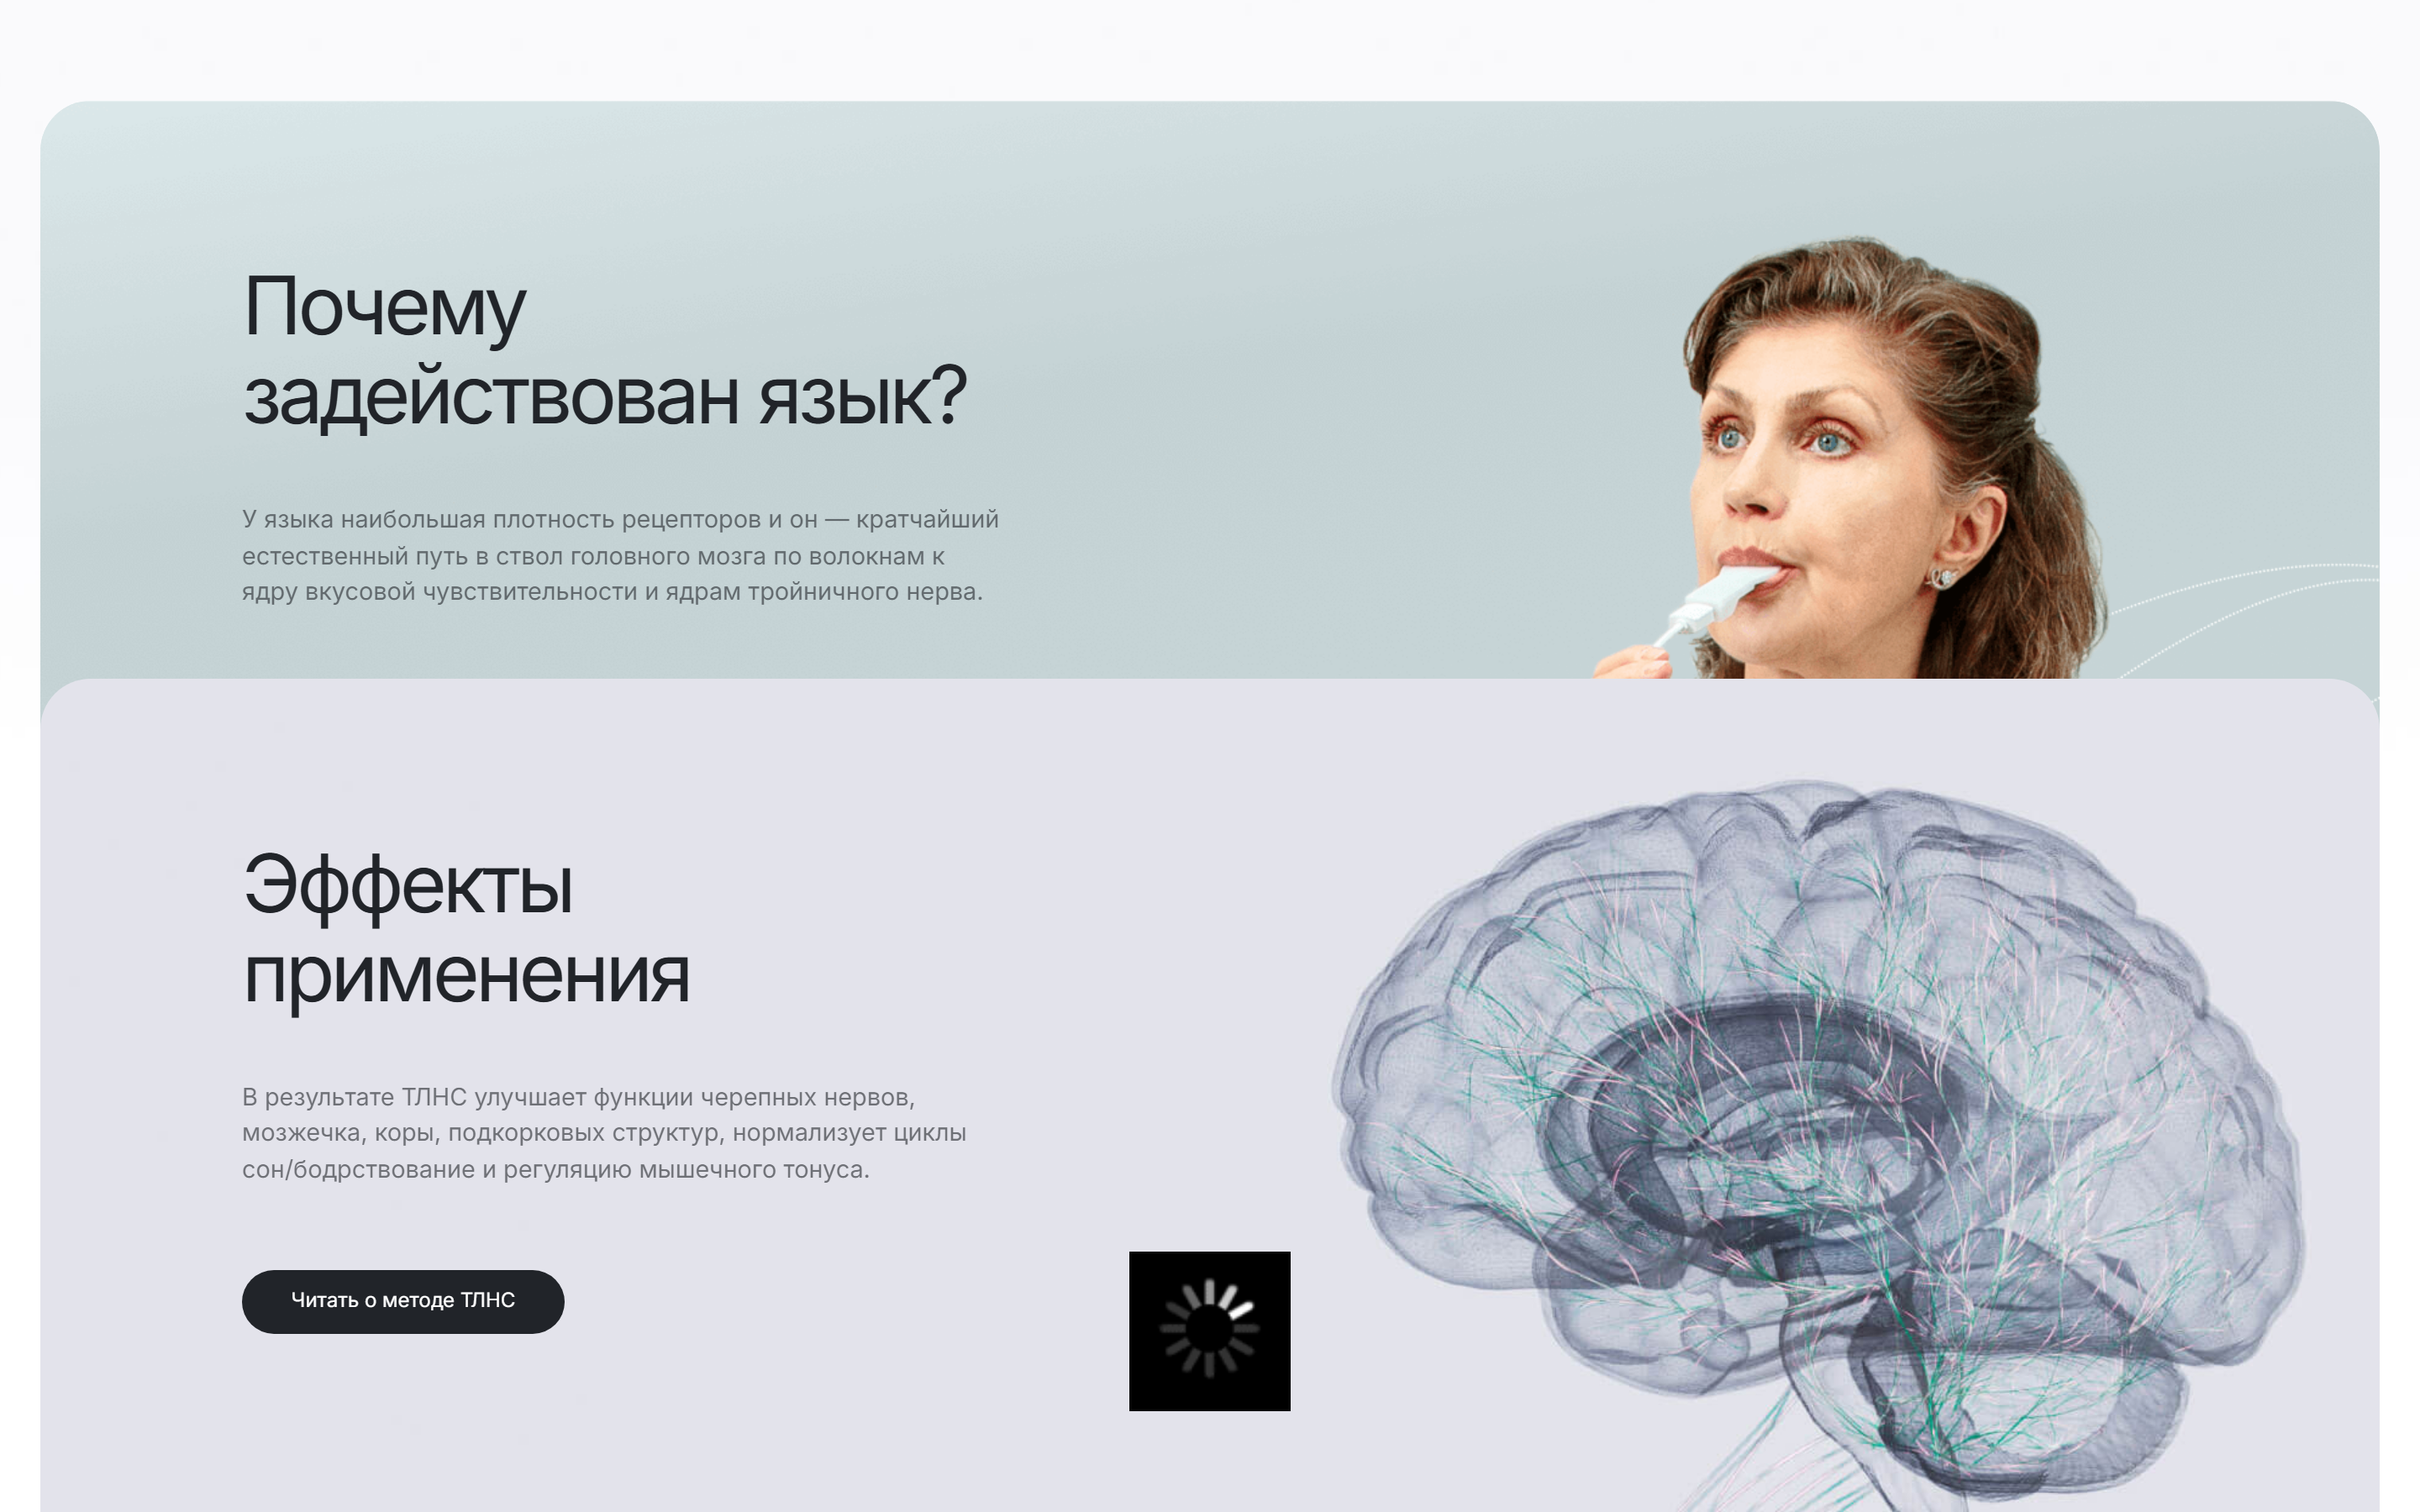 Почему
задействован язык?
У языка наибольшая плотность рецепторов и он — кратчайший
естественный путь в ствол головного мозга по волокнам к
ядру вкусовой чувствительности и ядрам тройничного нерва.
Эффекты
применения
В результате ТЛНС улучшает функции черепных нервов,
мозжечка, коры, подкорковых структур, нормализует циклы
сон/бодрствование и регуляцию мышечного тонуса.
Читать о методе ТЛНС